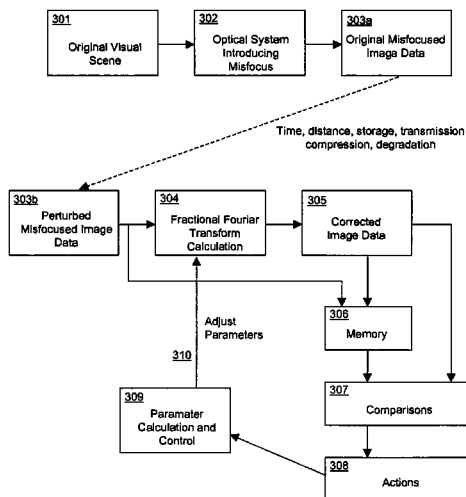 301
Original Visual
Scene
302
Optical System
Introducing
Misfocus
303a
Original Misfocused
Imaga Data
Time, distance, storage, transmission
compression, degradation
303b
Perturbed
Misfocused Image
Data
304
Fractional Fouriar
Transform
Calculation
305
Corrected
Image Data
306
Memory
Adjust
Parameters
310
307
Comparisons
309
Paramater
Calculation and
Control
308
Actions